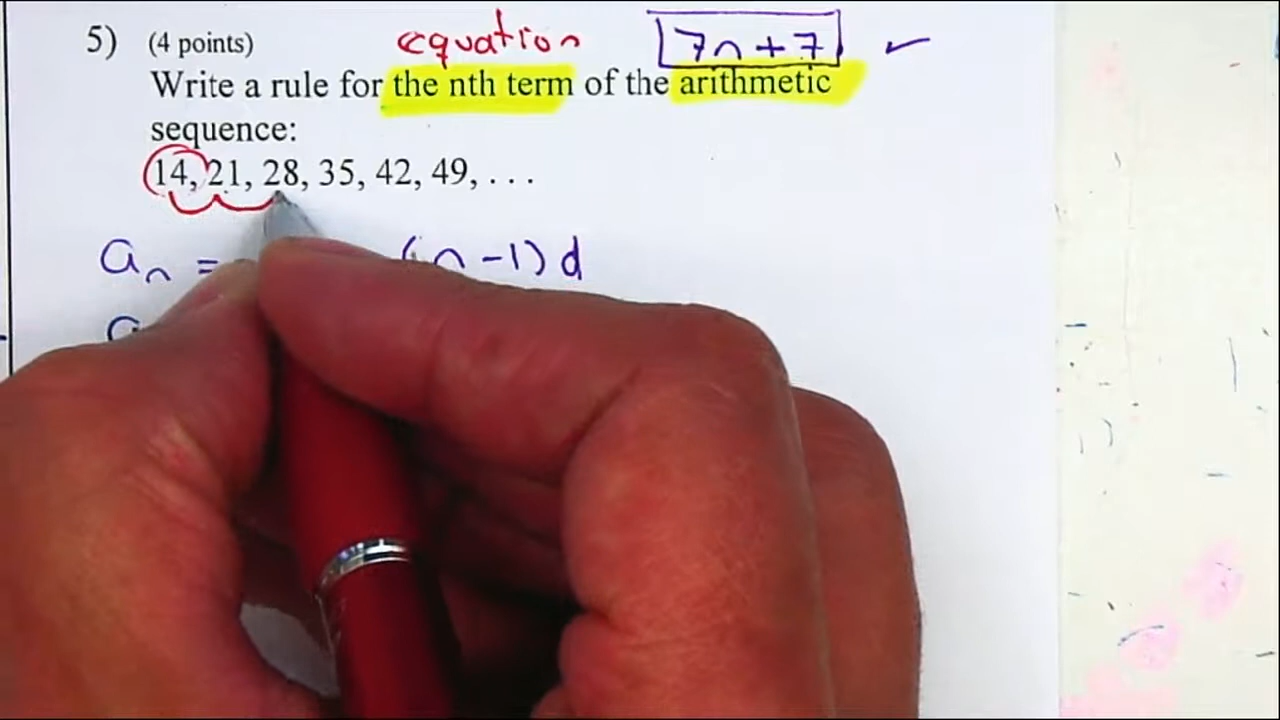 5) (4 points) equation 7n+7 ✓
Write a rule for the nth term of the arithmetic
sequence:
14, 21, 28, 35, 42, 49, . . .
an = (n-1)d